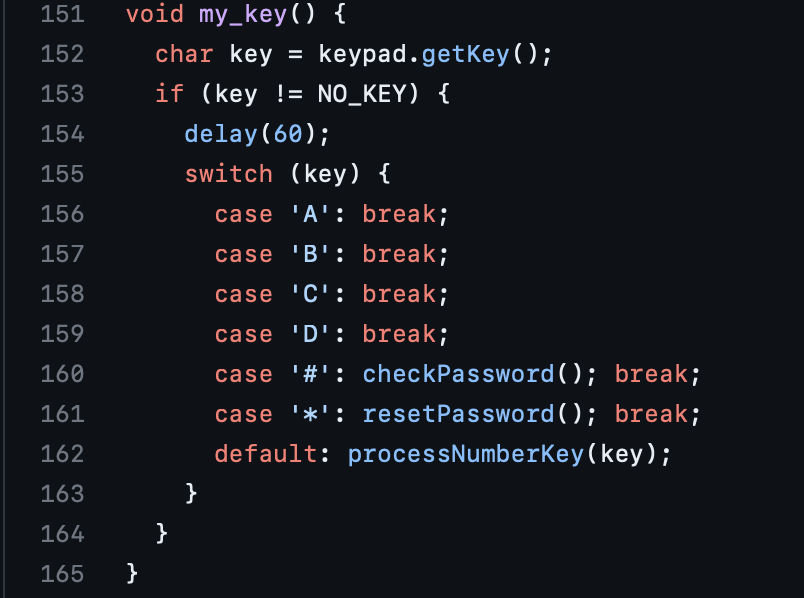 151 void my_key() {
152 char key = keypad.getKey();
153 if (key != NO_KEY) {
154 delay(60);
155 switch (key) {
156 case 'A': break;
157 case 'B': break;
158 case 'C': break;
159 case 'D': break;
160 case '#': checkPassword(); break;
161 case '*': resetPassword(); break;
162 default: processNumberKey(key);
163 }
164 }
165 }